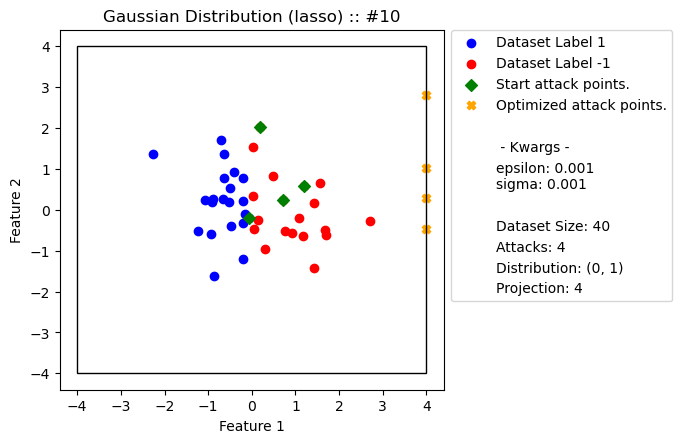 Gaussian Distribution (lasso) :: #10
Feature 2
4
3
2
1
0
−1
−2
−3
−4
−4
−3
−2
−1
0
1
2
3
4
Feature 1
Dataset Label 1
Dataset Label -1
Start attack points.
Optimized attack points.
- Kwargs -
epsilon: 0.001
sigma: 0.001
Dataset Size: 40
Attacks: 4
Distribution: (0, 1)
Projection: 4